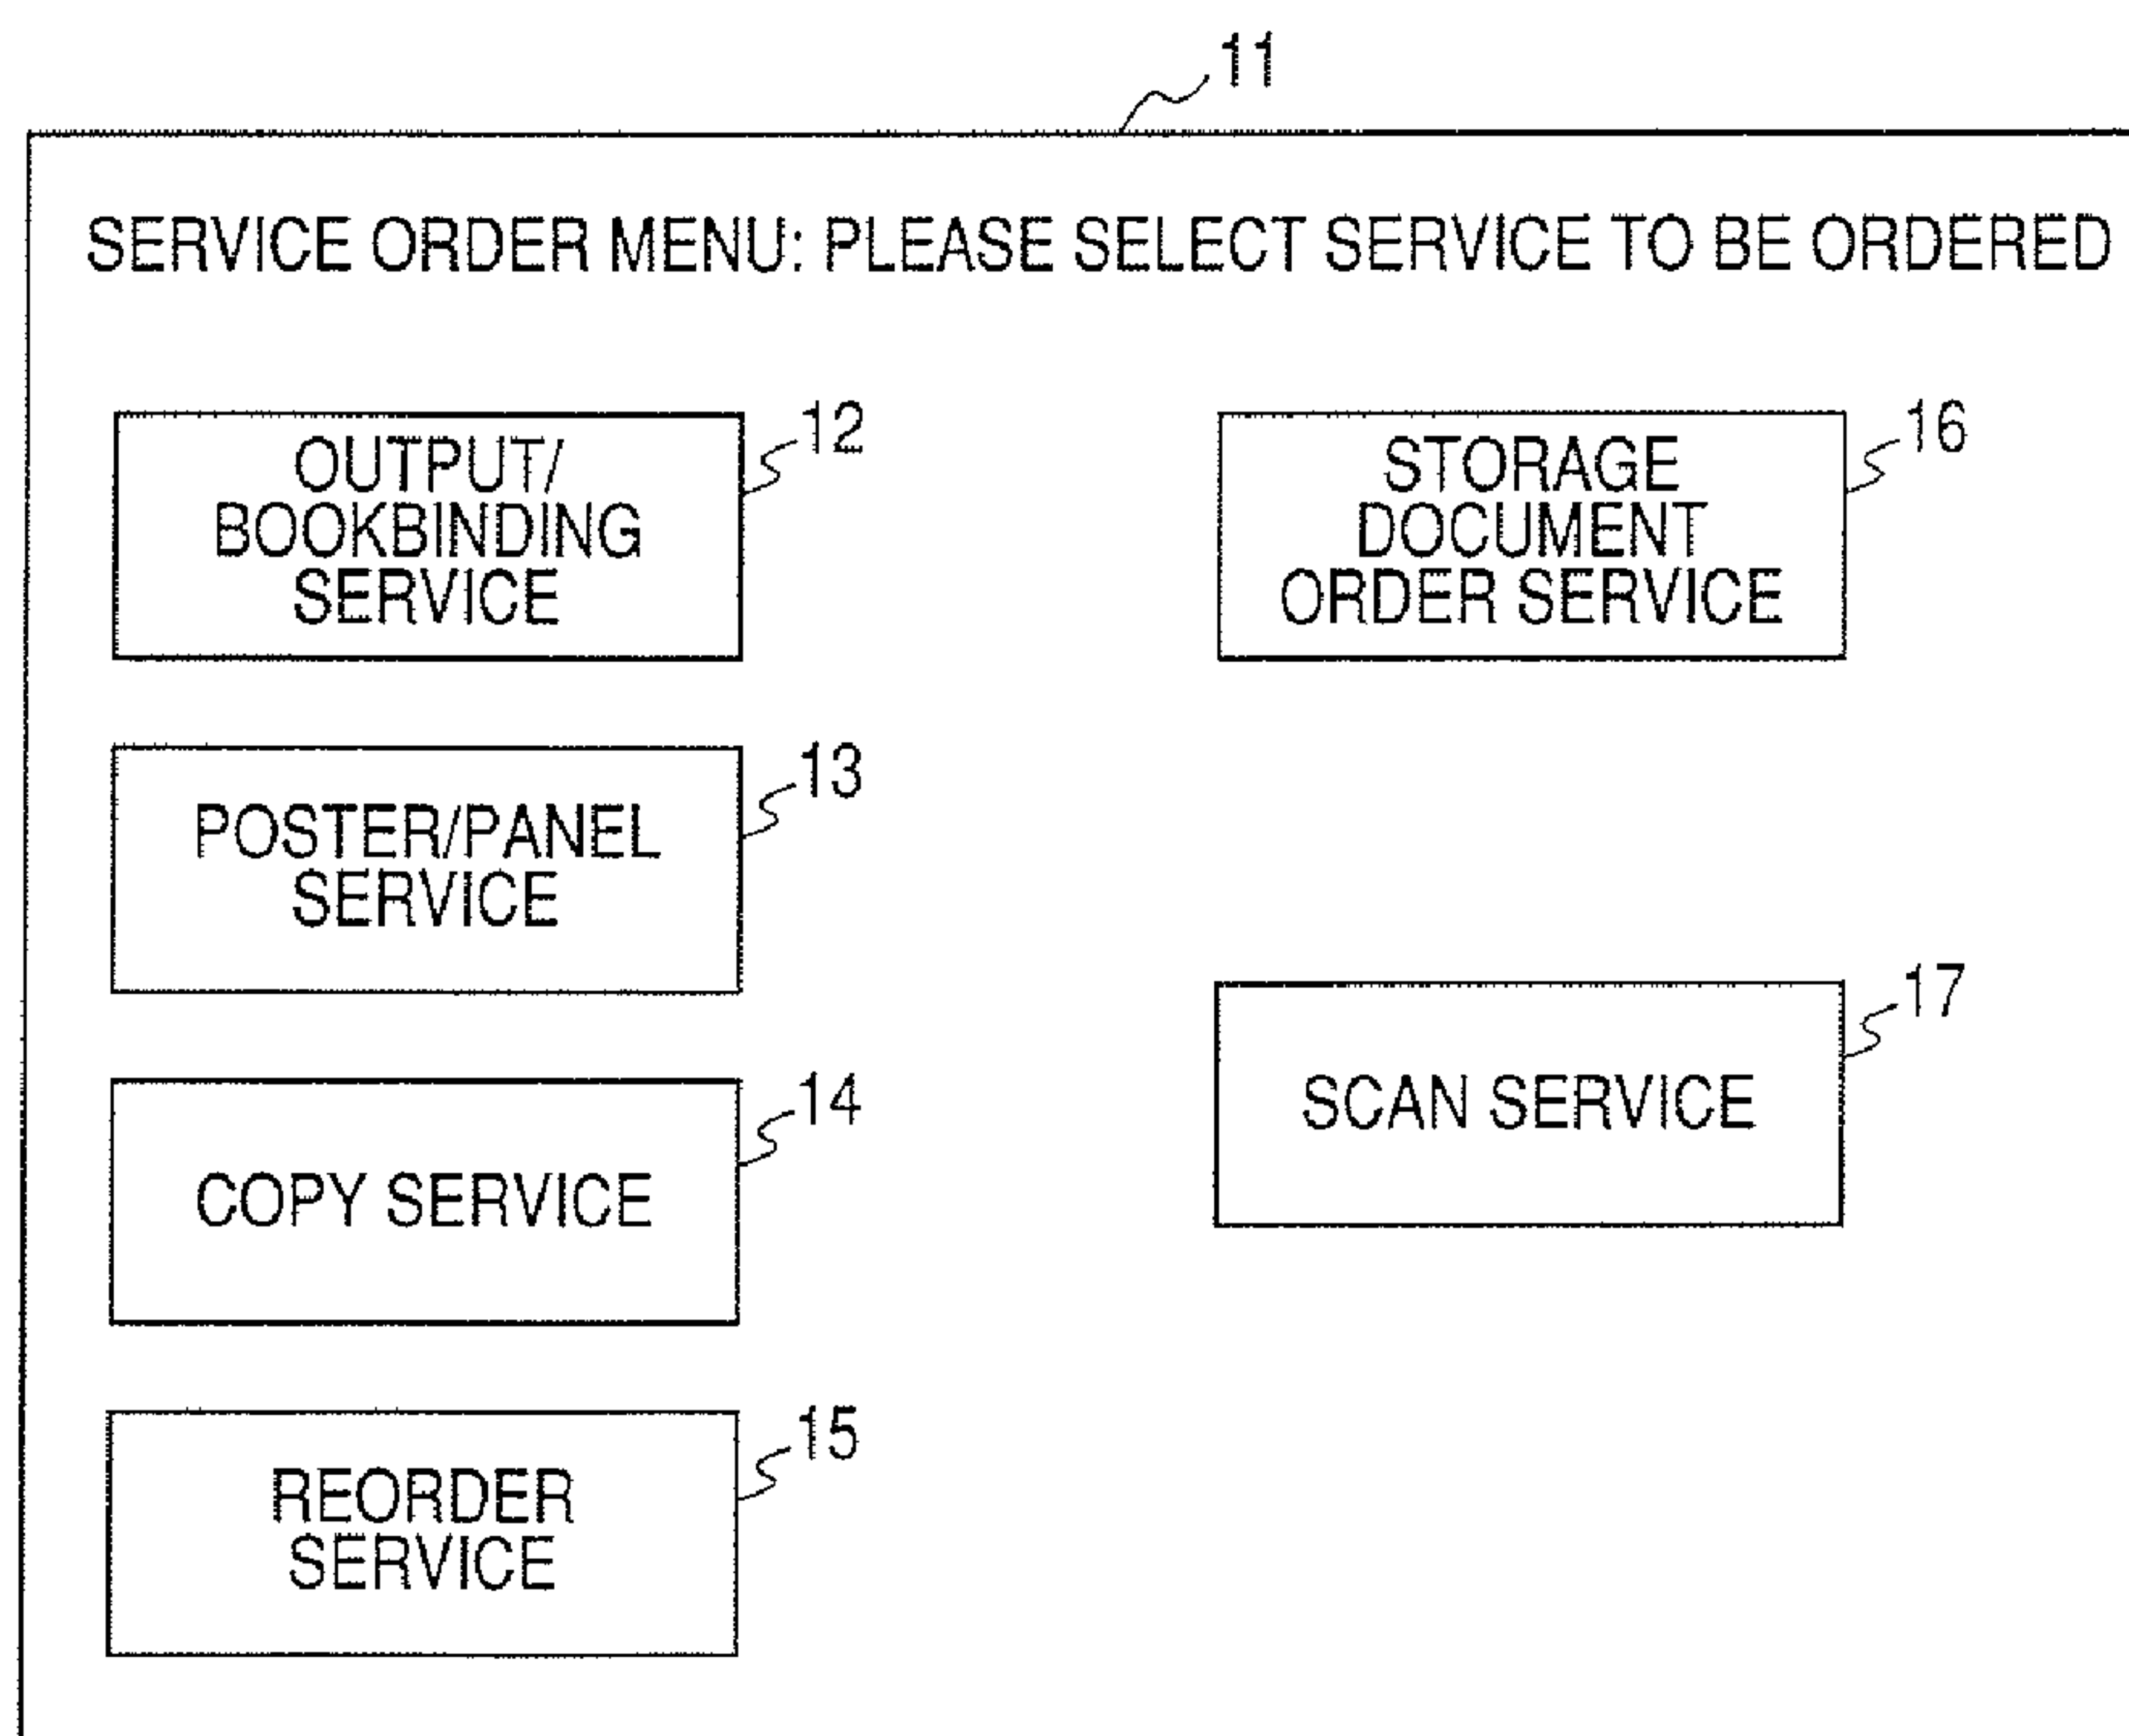 11
SERVICE ORDER MENU: PLEASE SELECT SERVICE TO BE ORDERED
OUTPUT/
BOOKBINDING
SERVICE
12
POSTER/PANEL
SERVICE
13
COPY SERVICE
14
REORDER
SERVICE
15
STORAGE
DOCUMENT
ORDER SERVICE
16
SCAN SERVICE
17